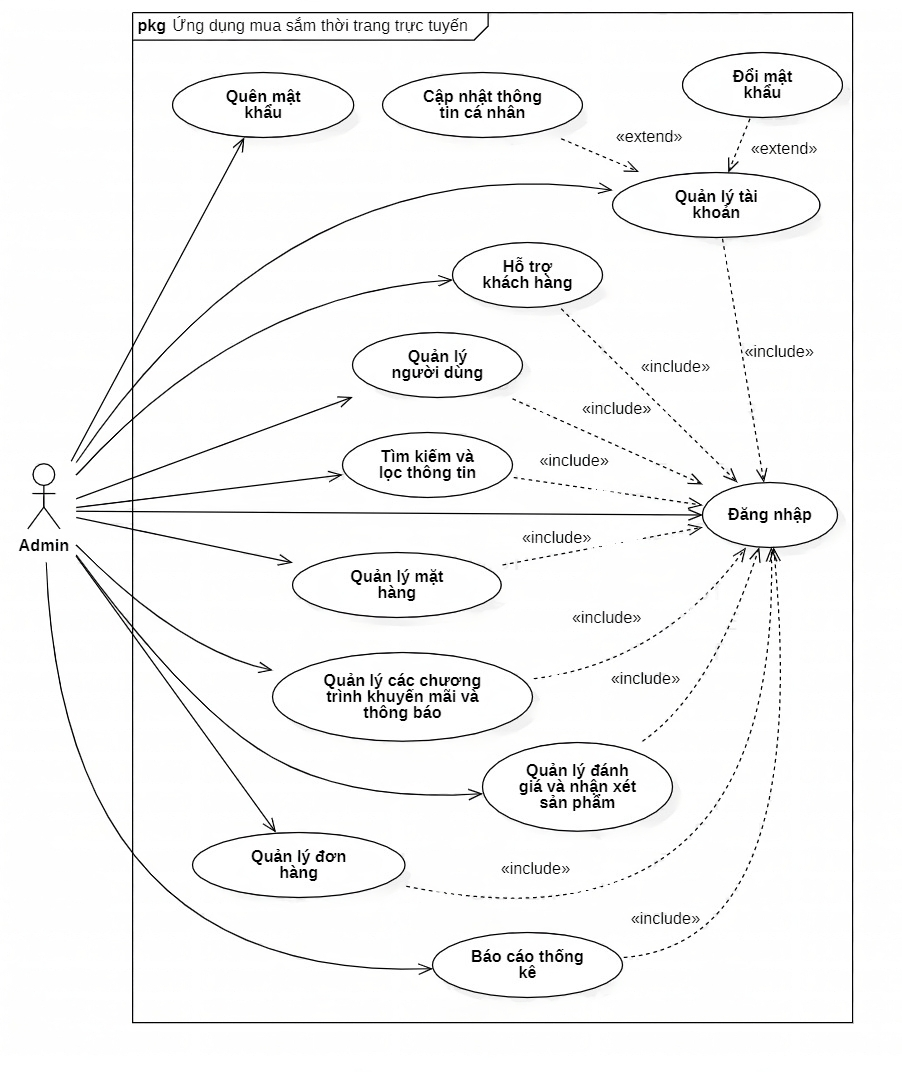 pkg Ứng dụng mua sắm thời trang trực tuyến
Quên mật
khẩu
Cập nhật thông
tin cá nhân
Đổi mật
khẩu
«extend»
«extend»
Quản lý tài
khoản
Hỗ trợ
khách hàng
Quản lý
người dùng
«include»
«include»
«include»
Tìm kiếm và
lọc thông tin
«include»
Đăng nhập
Admin
«include»
Quản lý mặt
hàng
«include»
Quản lý các chương
trình khuyến mãi và
thông báo
«include»
Quản lý đánh
giá và nhận xét
sản phẩm
Quản lý đơn
hàng
«include»
«include»
Báo cáo thống
kê